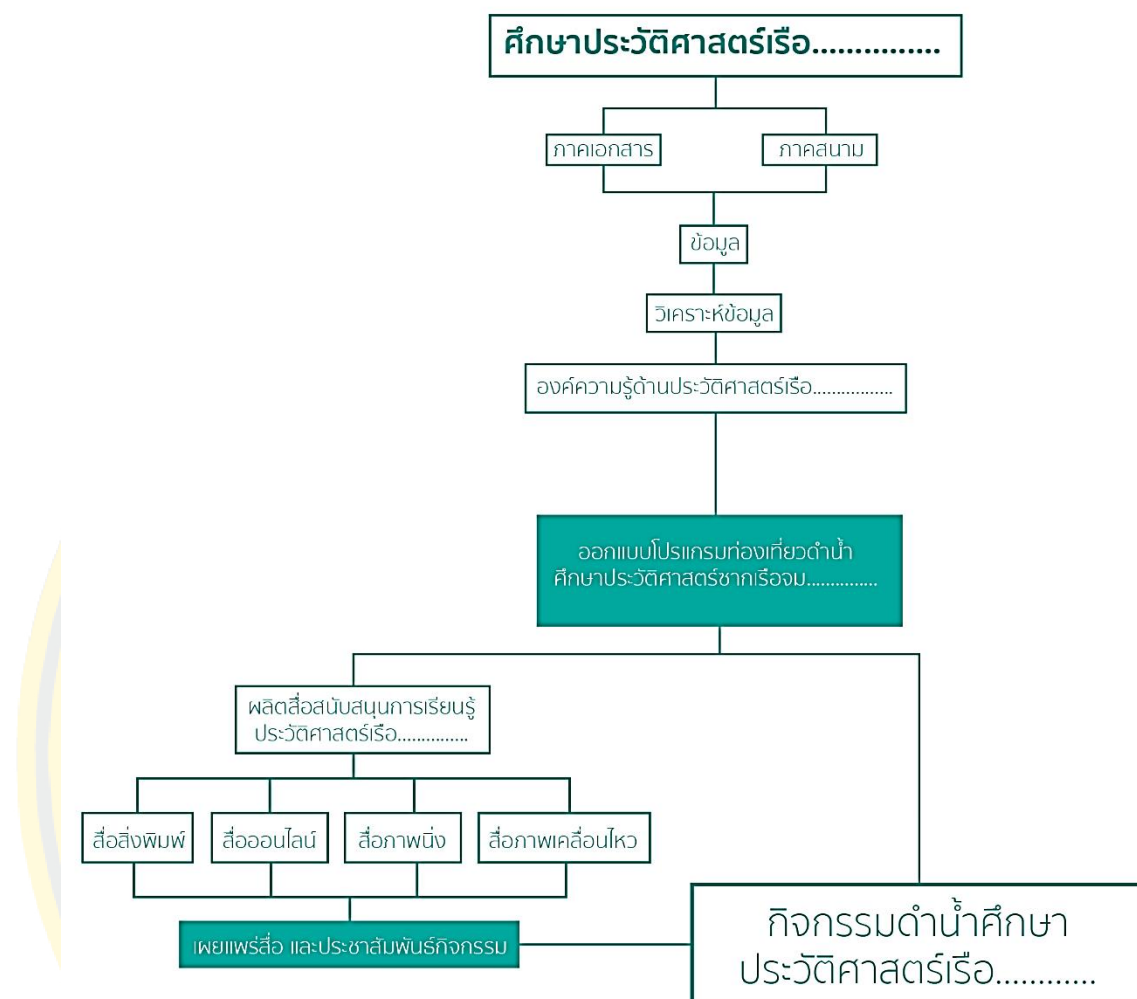 ศึกษาประวัติศาสตร์เรือ...............
ภาคเอกสาร
ภาคสนาม
ข้อมูล
วิเคราะห์ข้อมูล
องค์ความรู้ด้านประวัติศาสตร์เรือ.................
ออกแบบโปรแกรมท่องเที่ยวดำน้ำ
ศึกษาประวัติศาสตร์ซากเรือจม...............
ผลิตสื่อสนับสนุนการเรียนรู้
ประวัติศาสตร์เรือ...............
สื่อสิ่งพิมพ์
สื่อออนไลน์
สื่อภาพนิ่ง
สื่อภาพเคลื่อนไหว
เผยแพร่สื่อ และประชาสัมพันธ์กิจกรรม
กิจกรรมดำน้ำศึกษา
ประวัติศาสตร์เรือ............